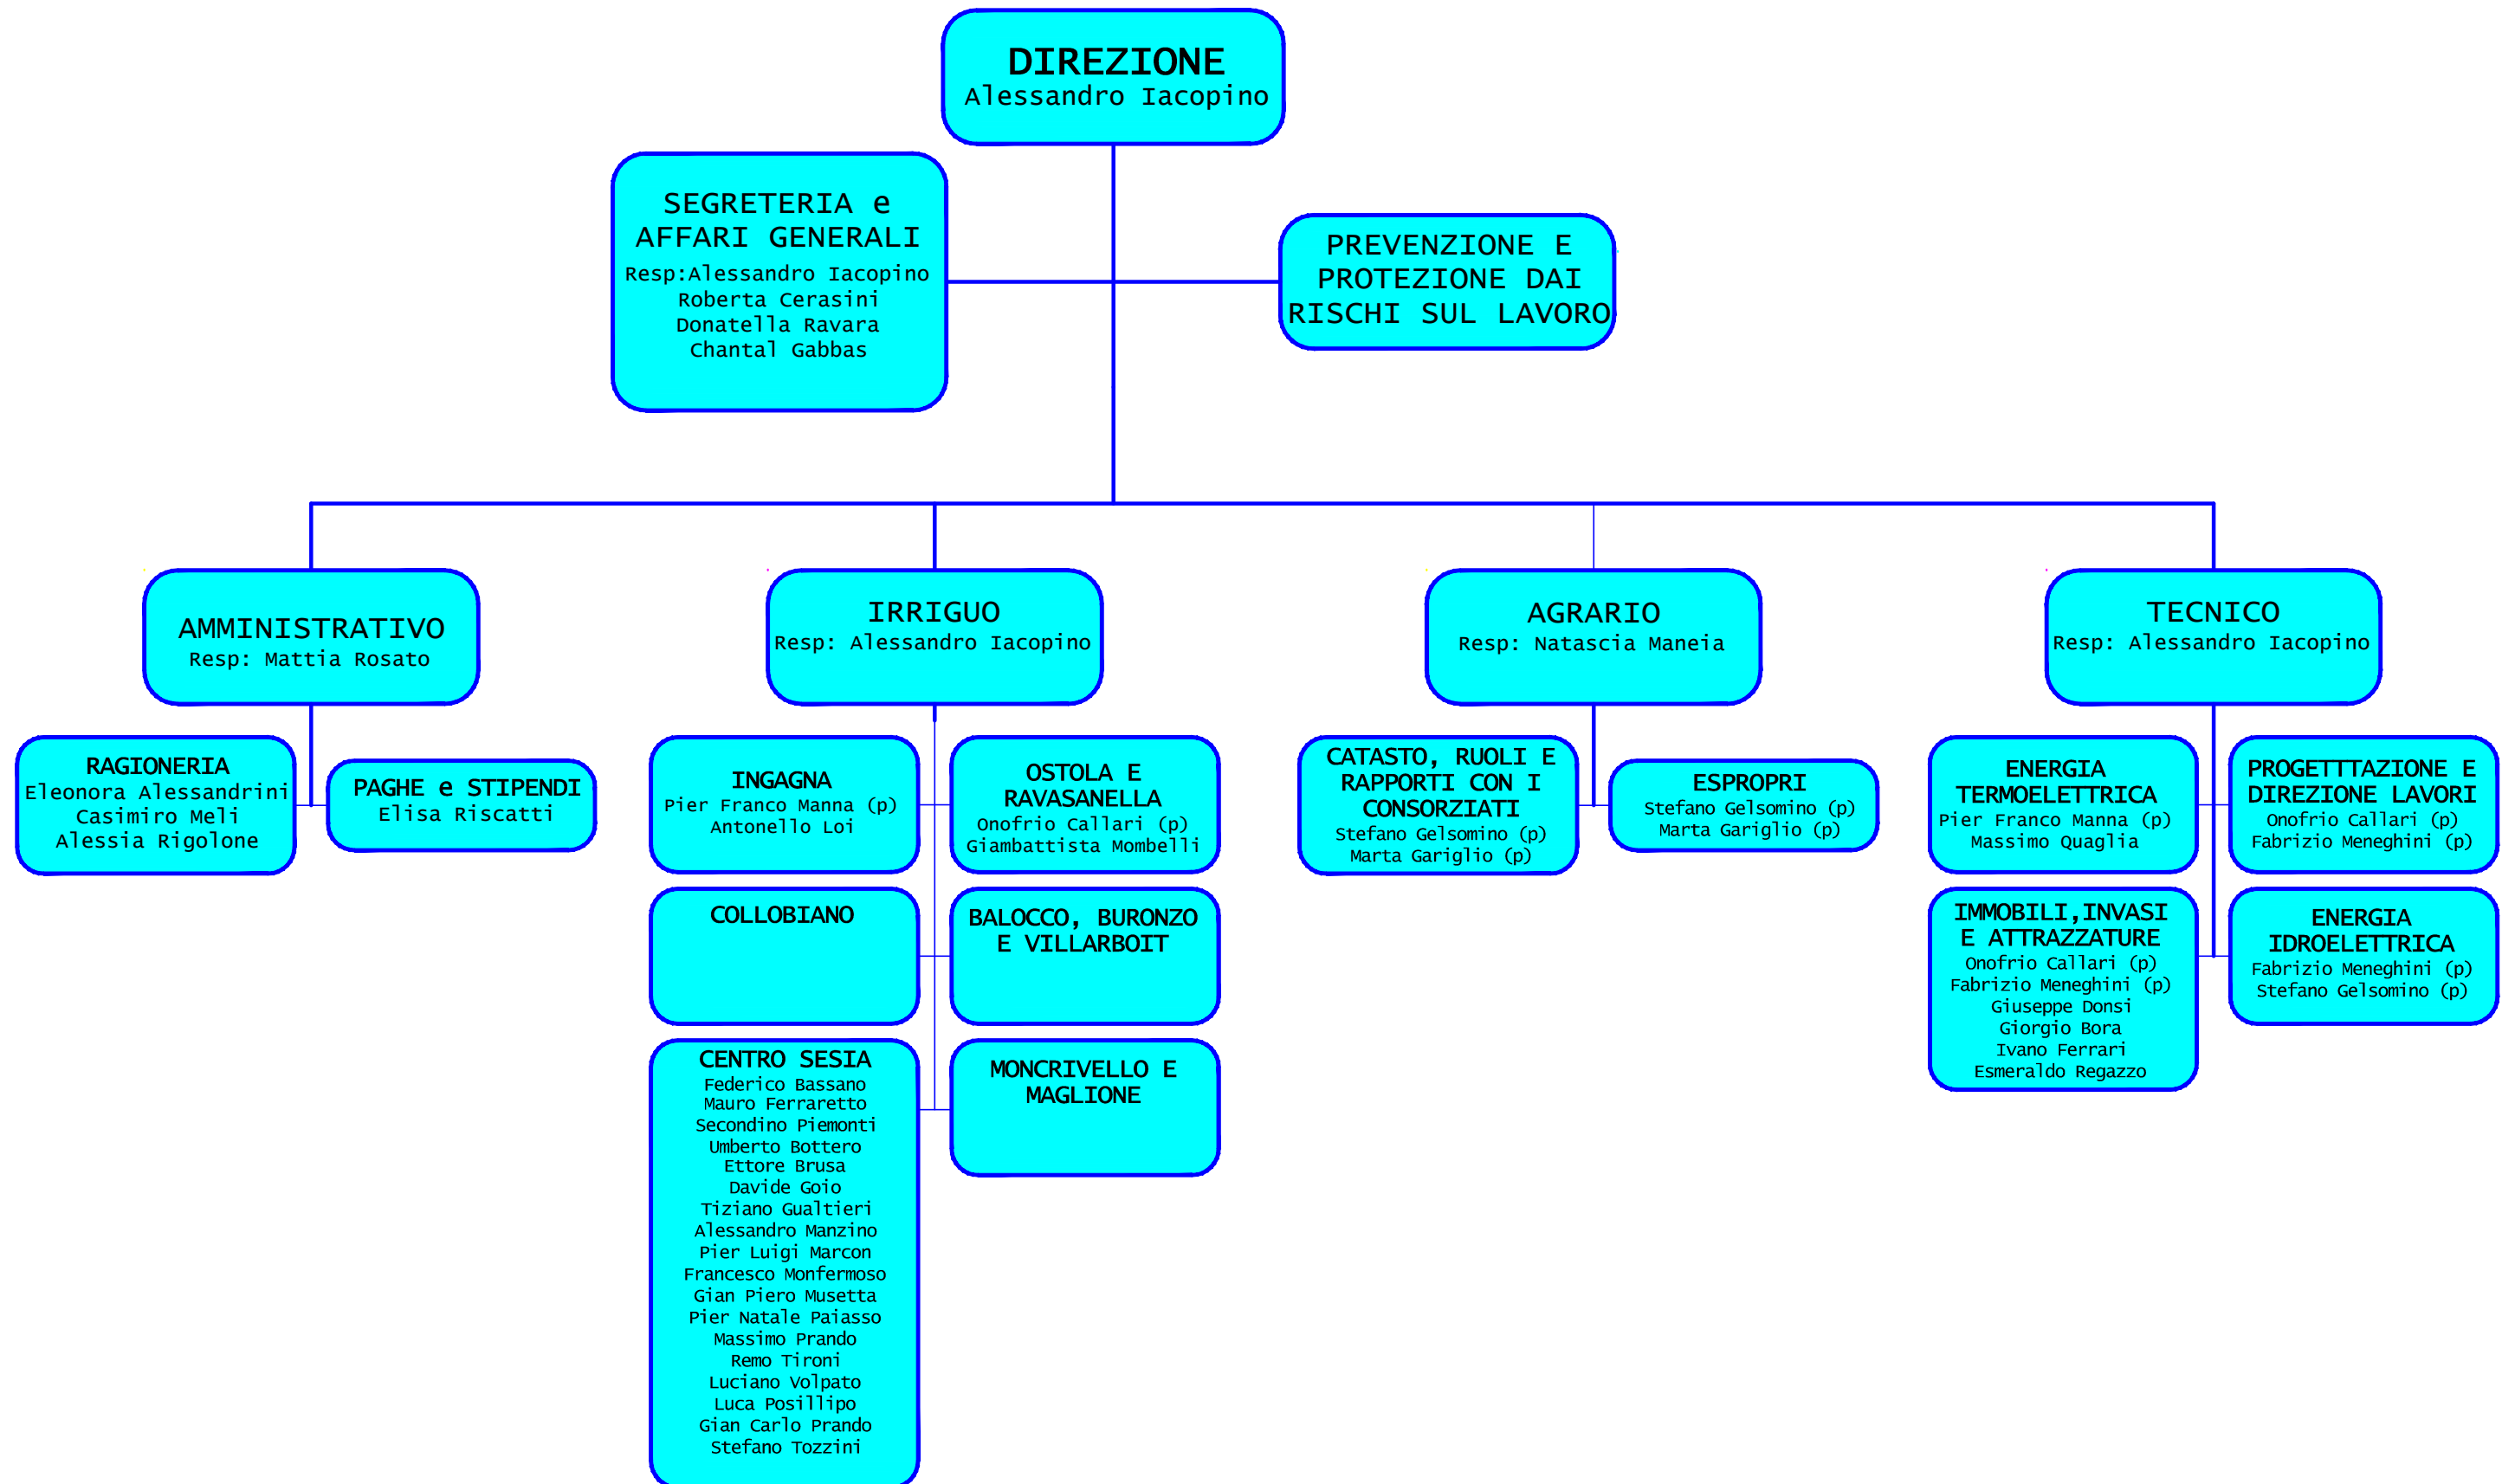 DIREZIONE
Alessandro Iacopino
SEGRETERIA e
AFFARI GENERALI
Resp:Alessandro Iacopino
Roberta Cerasini
Donatella Ravara
Chantal Gabbas
PREVENZIONE E
PROTEZIONE DAI
RISCHI SUL LAVORO
AMMINISTRATIVO
Resp: Mattia Rosato
IRRIGUO
Resp: Alessandro Iacopino
AGRARIO
Resp: Natascia Maneia
TECNICO
Resp: Alessandro Iacopino
RAGIONERIA
Eleonora Alessandrini
Casimiro Meli
Alessia Rigolone
PAGHE e STIPENDI
Elisa Riscatti
INGAGNA
Pier Franco Manna (p)
Antonello Loi
OSTOLA E
RAVASANELLA
Onofrio Callari (p)
Giambattista Mombelli
COLLOBIANO
BALOCCO, BURONZO
E VILLARBOIT
CENTRO SESIA
Federico Bassano
Mauro Ferraretto
Secondino Piemonti
Umberto Bottero
Ettore Brusa
Davide Goio
Tiziano Gualtieri
Alessandro Manzino
Pier Luigi Marcon
Francesco Monfermoso
Gian Piero Musetta
Pier Natale Paiasso
Massimo Prando
Remo Tironi
Luciano Volpato
Luca Posillipo
Gian Carlo Prando
Stefano Tozzini
MONCRIVELLO E
MAGLIONE
CATASTO, RUOLI E
RAPPORTI CON I
CONSORZIATI
Stefano Gelsomino (p)
Marta Gariglio (p)
ESPROPRI
Stefano Gelsomino (p)
Marta Gariglio (p)
ENERGIA
TERMOELETTRICA
Pier Franco Manna (p)
Massimo Quaglia
PROGETTTAZIONE E
DIREZIONE LAVORI
Onofrio Callari (p)
Fabrizio Meneghini (p)
IMMOBILI,INVASI
E ATTRAZZATURE
Onofrio Callari (p)
Fabrizio Meneghini (p)
Giuseppe Donsi
Giorgio Bora
Ivano Ferrari
Esmeraldo Regazzo
ENERGIA
IDROELETTRICA
Fabrizio Meneghini (p)
Stefano Gelsomino (p)